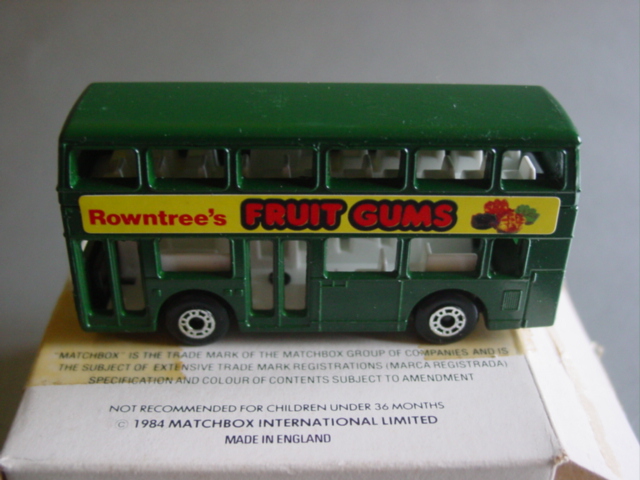 Rowntree's FRUIT GUMS
"MATCHBOX" IS THE TRADE MARK OF THE MATCHBOX GROUP OF COMPANIES AND IS
THE SUBJECT OF EXTENSIVE TRADE MARK REGISTRATIONS (MARCA REGISTRADA)
SPECIFICATION AND COLOUR OF CONTENTS SUBJECT TO AMENDMENT
NOT RECOMMENDED FOR CHILDREN UNDER 36 MONTHS
© 1984 MATCHBOX INTERNATIONAL LIMITED
MADE IN ENGLAND